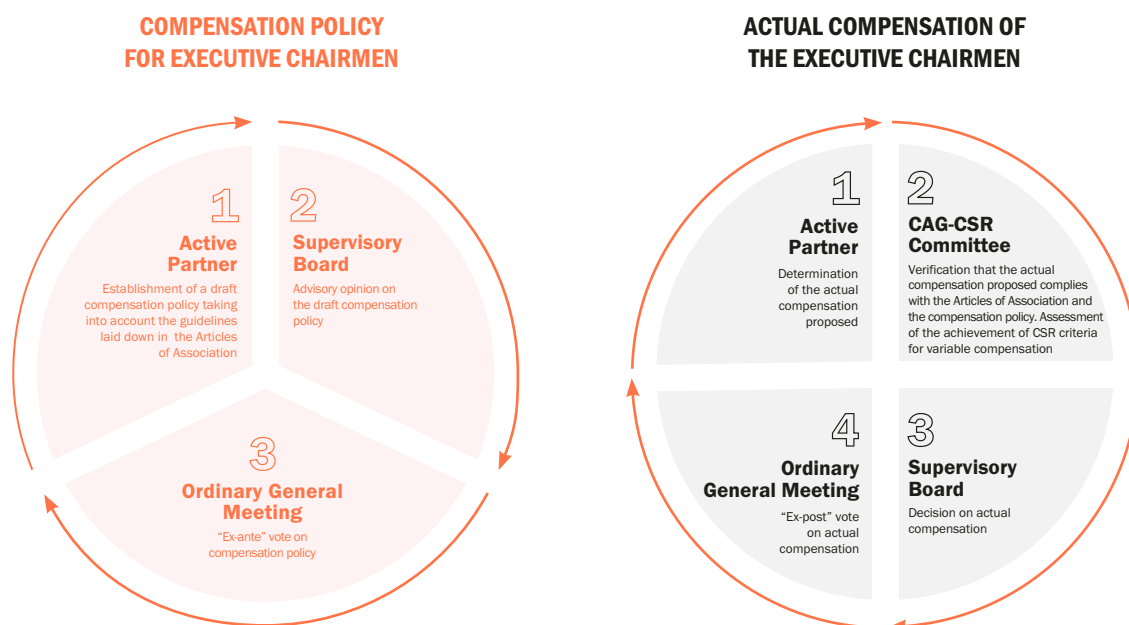 COMPENSATION POLICY
FOR EXECUTIVE CHAIRMEN
1
Active
Partner
Establishment of a draft
compensation policy taking
into account the guidelines
laid down in the Articles
of Association
2
Supervisory
Board
Advisory opinion on
the draft compensation
policy
3
Ordinary General
Meeting
“Ex-ante” vote on
compensation policy
ACTUAL COMPENSATION OF
THE EXECUTIVE CHAIRMEN
1
Active
Partner
Determination
of the actual
compensation
proposed
2
CAG-CSR
Committee
Verification that the actual
compensation proposed complies
with the Articles of Association and
the compensation policy. Assessment
of the achievement of CSR criteria
for variable compensation
3
Supervisory
Board
Decision on actual
compensation
4
Ordinary
General Meeting
“Ex-post” vote
on actual
compensation